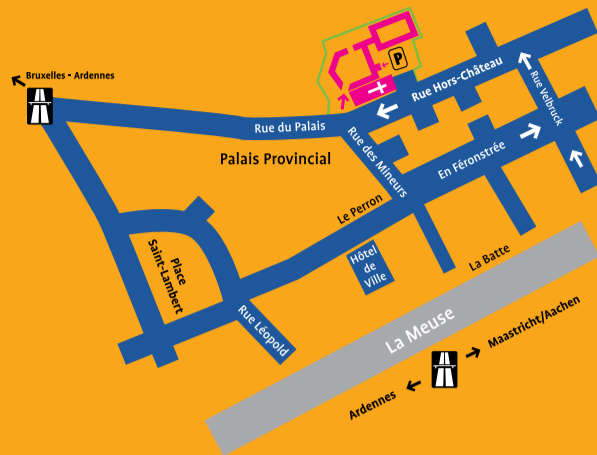 Bruxelles - Ardennes
P
Rue Hors-Château
Rue Velbruck
Rue du Palais
Rue des Mineurs
En Féronstrée
Palais Provincial
Le Perron
Place
Saint-Lambert
Hôtel
de
Ville
La Batte
Rue Léopold
La Meuse
Maastricht/Aachen
Ardennes